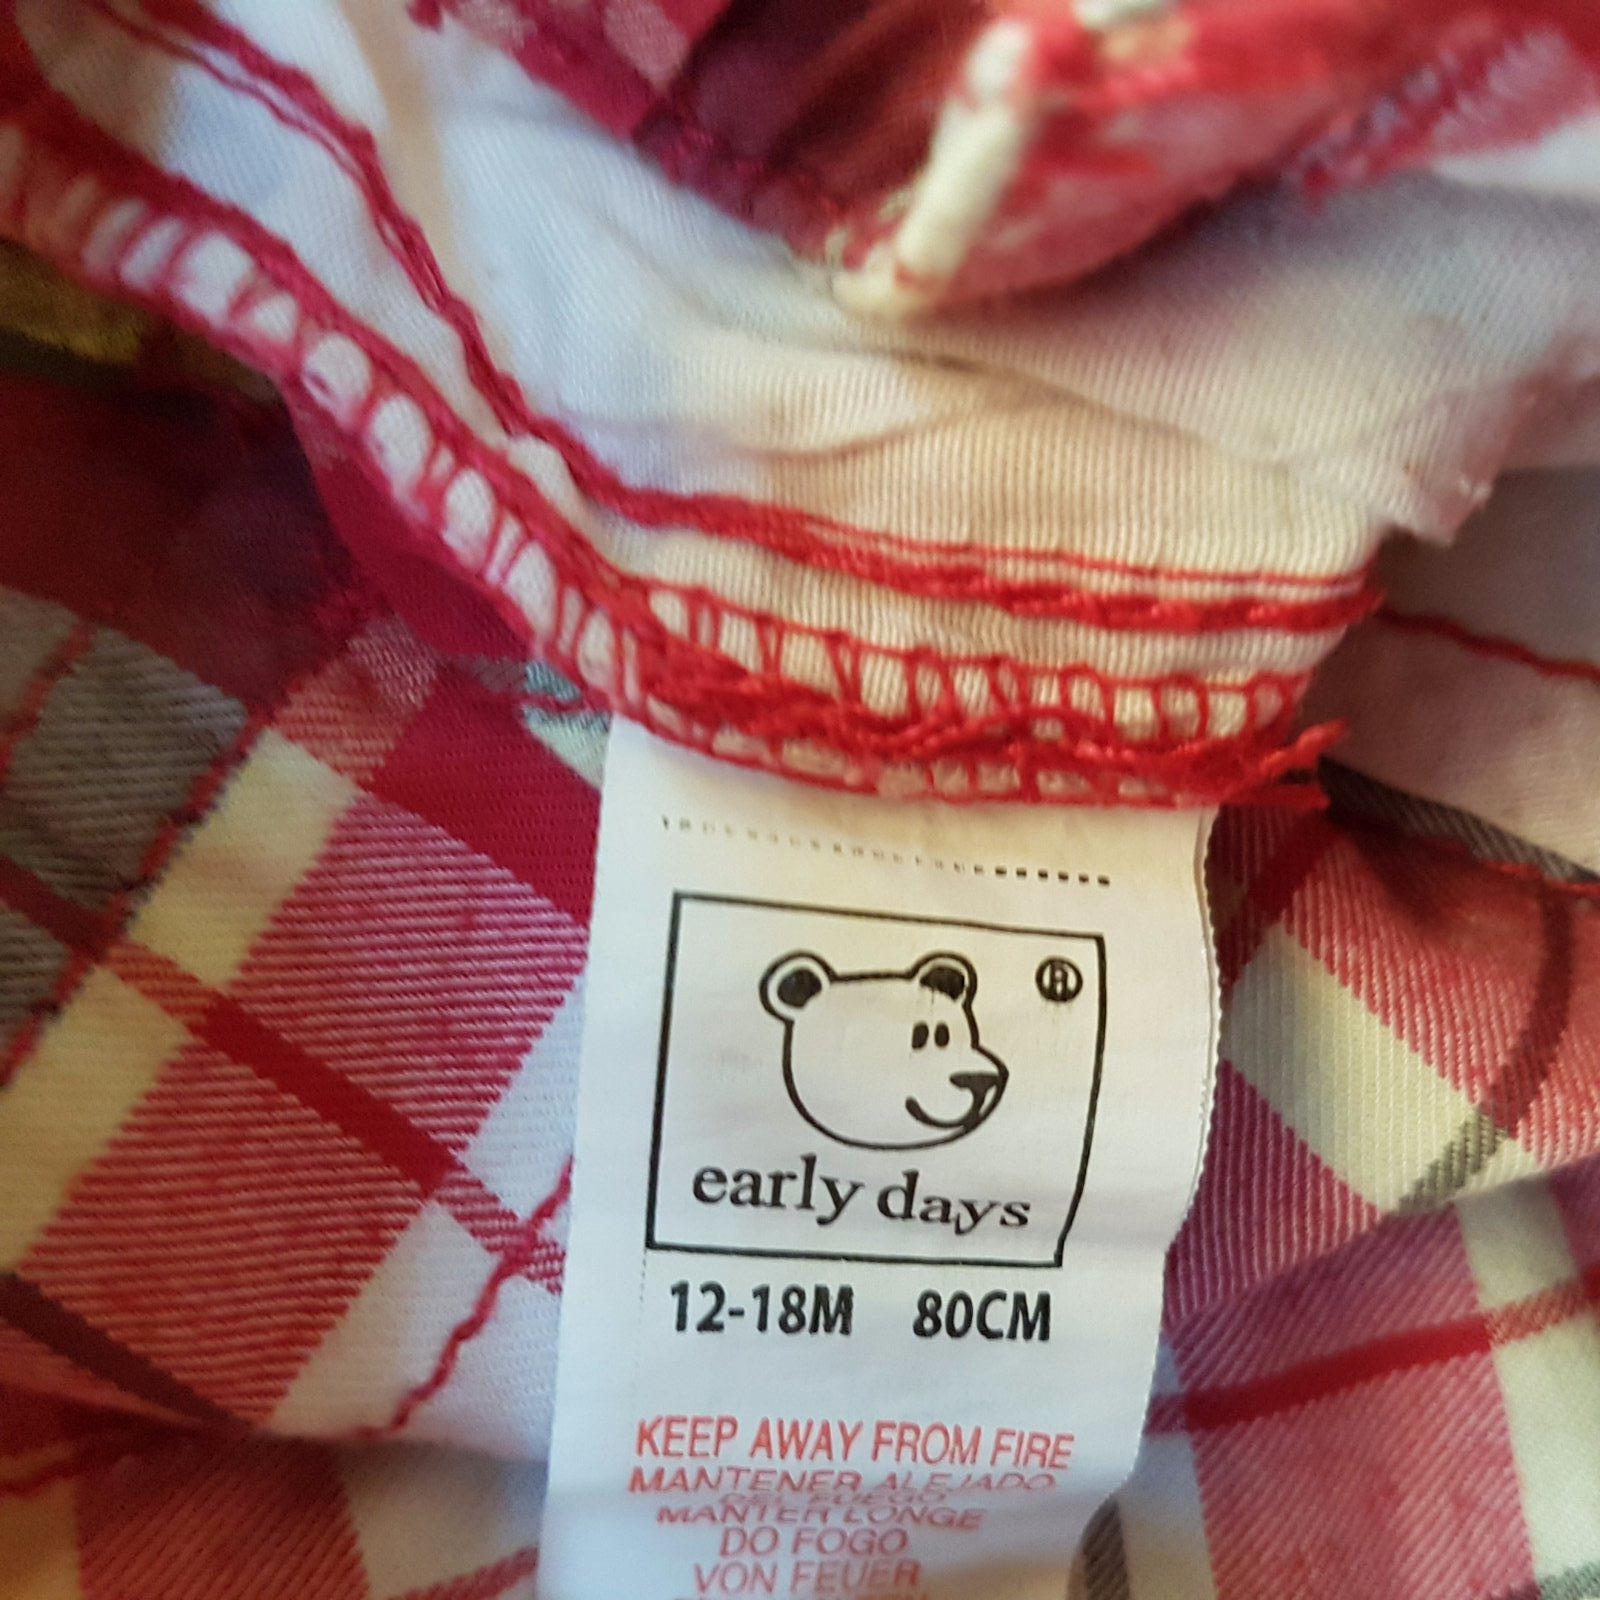 ®
early days
12-18M 80CM
KEEP AWAY FROM FIRE
MANTENER ALEJADO
DEL FUEGO
MANTER LONGE
DO FOGO
VON FEUER